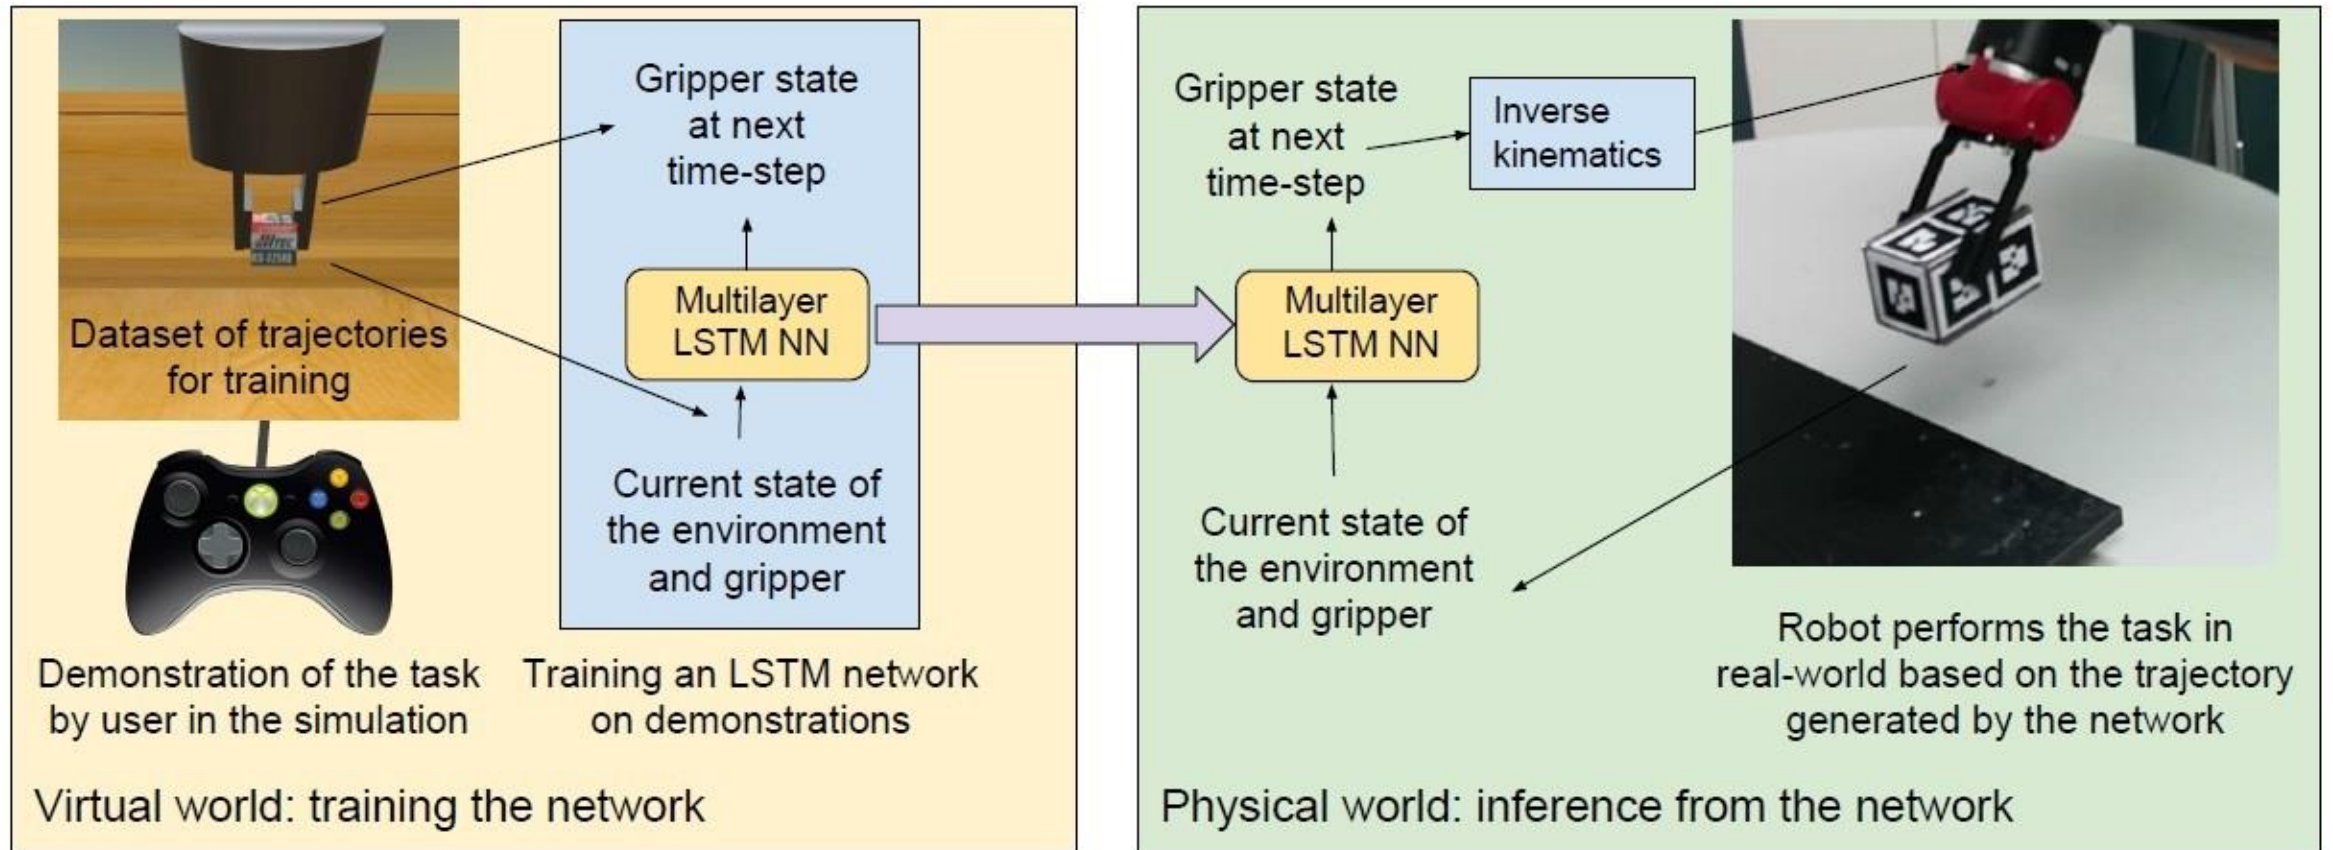 Gripper state
at next
time-step
Multilayer
LSTM NN
Current state of
the environment
and gripper
Dataset of trajectories
for training
Demonstration of the task
by user in the simulation
Training an LSTM network
on demonstrations
Virtual world: training the network
Gripper state
at next
time-step
Inverse
kinematics
Multilayer
LSTM NN
Current state of
the environment
and gripper
Robot performs the task in
real-world based on the trajectory
generated by the network
Physical world: inference from the network